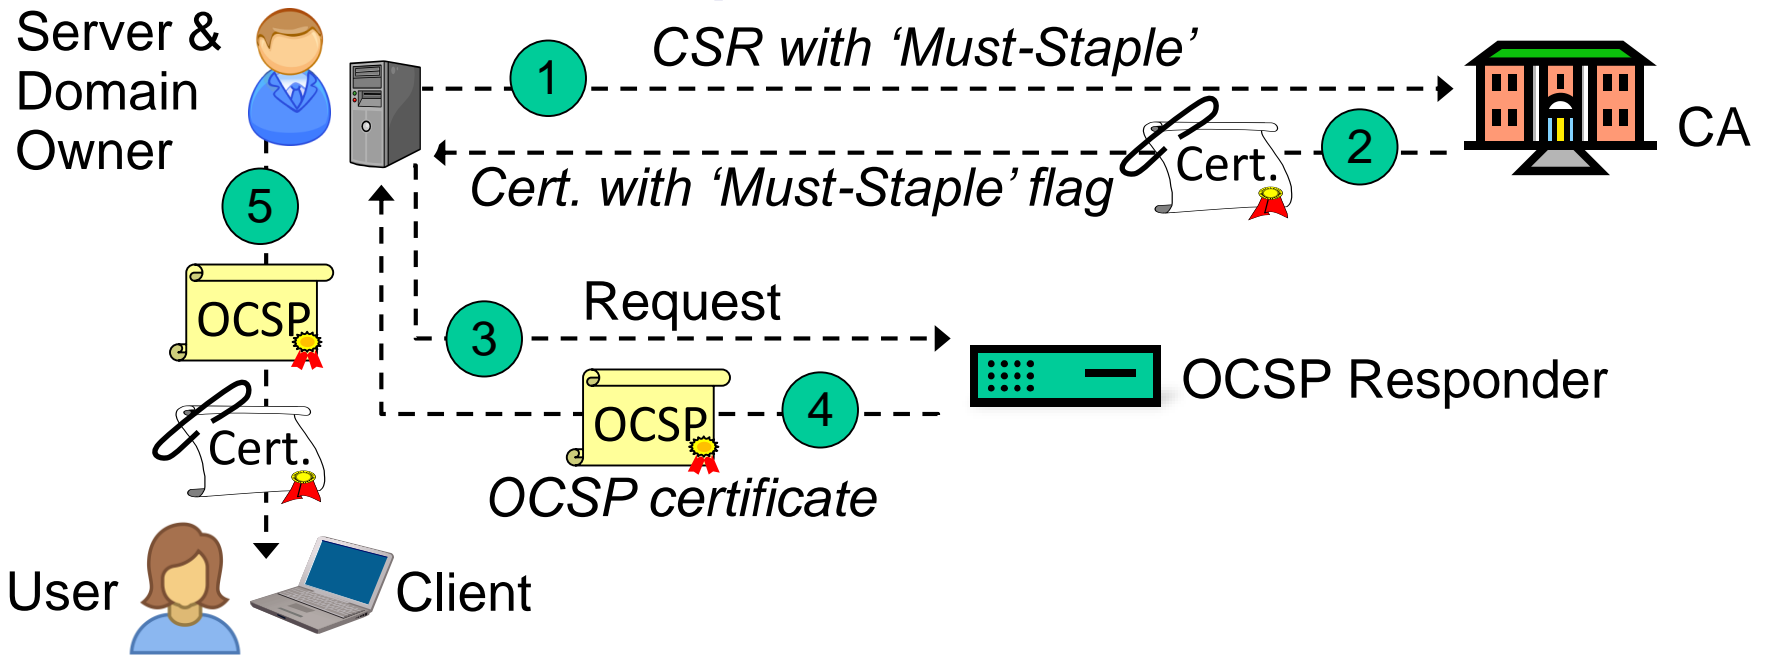 Server &
Domain
Owner
1
CSR with ‘Must-Staple’
CA
2
Cert.
Cert. with ‘Must-Staple’ flag
5
OCSP
3
Request
OCSP Responder
4
OCSP
OCSP certificate
Cert.
User
Client